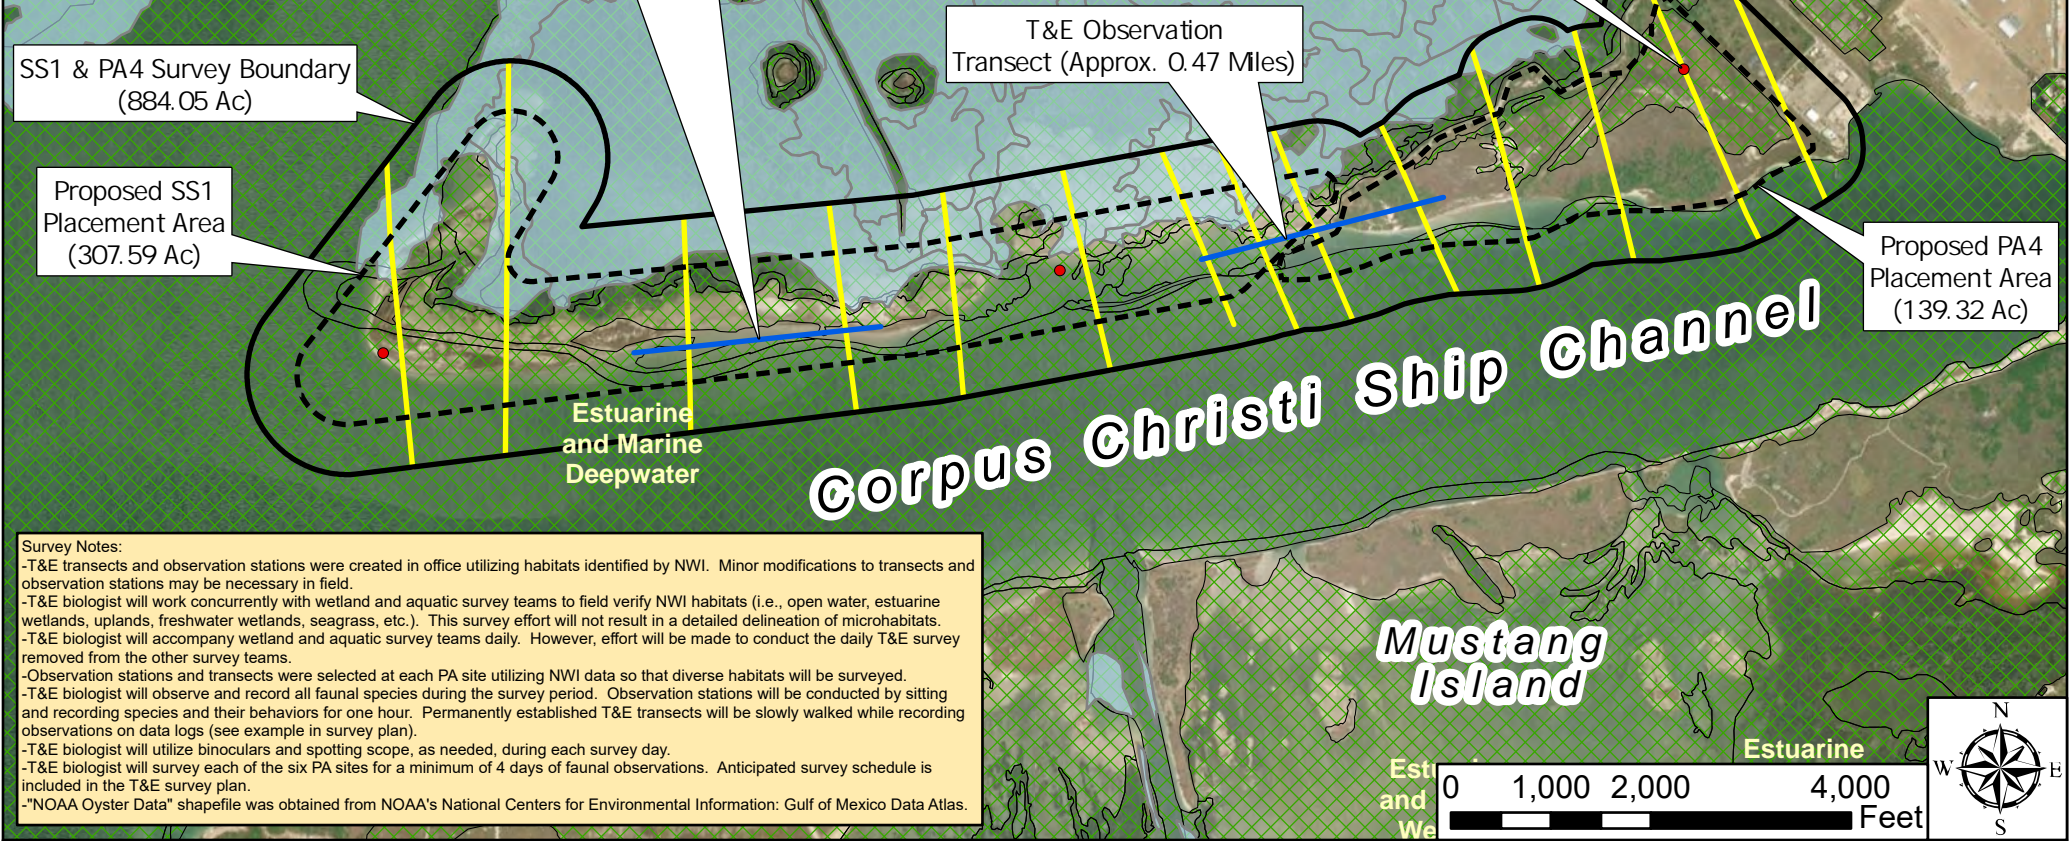 T&E Observation
Transect (Approx. 0.47 Miles)
SS1 & PA4 Survey Boundary
(884.05 Ac)
Proposed SS1
Placement Area
(307.59 Ac)
Proposed PA4
Placement Area
(139.32 Ac)
Corpus Christi Ship Channel
Estuarine
and Marine
Deepwater
Survey Notes:
-T&E transects and observation stations were created in office utilizing habitats identified by NWI. Minor modifications to transects and
observation stations may be necessary in field.
-T&E biologist will work concurrently with wetland and aquatic survey teams to field verify NWI habitats (i.e., open water, estuarine
wetlands, uplands, freshwater wetlands, seagrass, etc.). This survey effort will not result in a detailed delineation of microhabitats.
-T&E biologist will accompany wetland and aquatic survey teams daily. However, effort will be made to conduct the daily T&E survey
removed from the other survey teams.
-Observation stations and transects were selected at each PA site utilizing NWI data so that diverse habitats will be surveyed.
-T&E biologist will observe and record all faunal species during the survey period. Observation stations will be conducted by sitting
and recording species and their behaviors for one hour. Permanently established T&E transects will be slowly walked while recording
observations on data logs (see example in survey plan).
-T&E biologist will utilize binoculars and spotting scope, as needed, during each survey day.
-T&E biologist will survey each of the six PA sites for a minimum of 4 days of faunal observations. Anticipated survey schedule is
included in the T&E survey plan.
-"NOAA Oyster Data" shapefile was obtained from NOAA's National Centers for Environmental Information: Gulf of Mexico Data Atlas.
Mustang
Island
Estuarine
and
0 1,000 2,000 4,000
Feet
N
W E
S